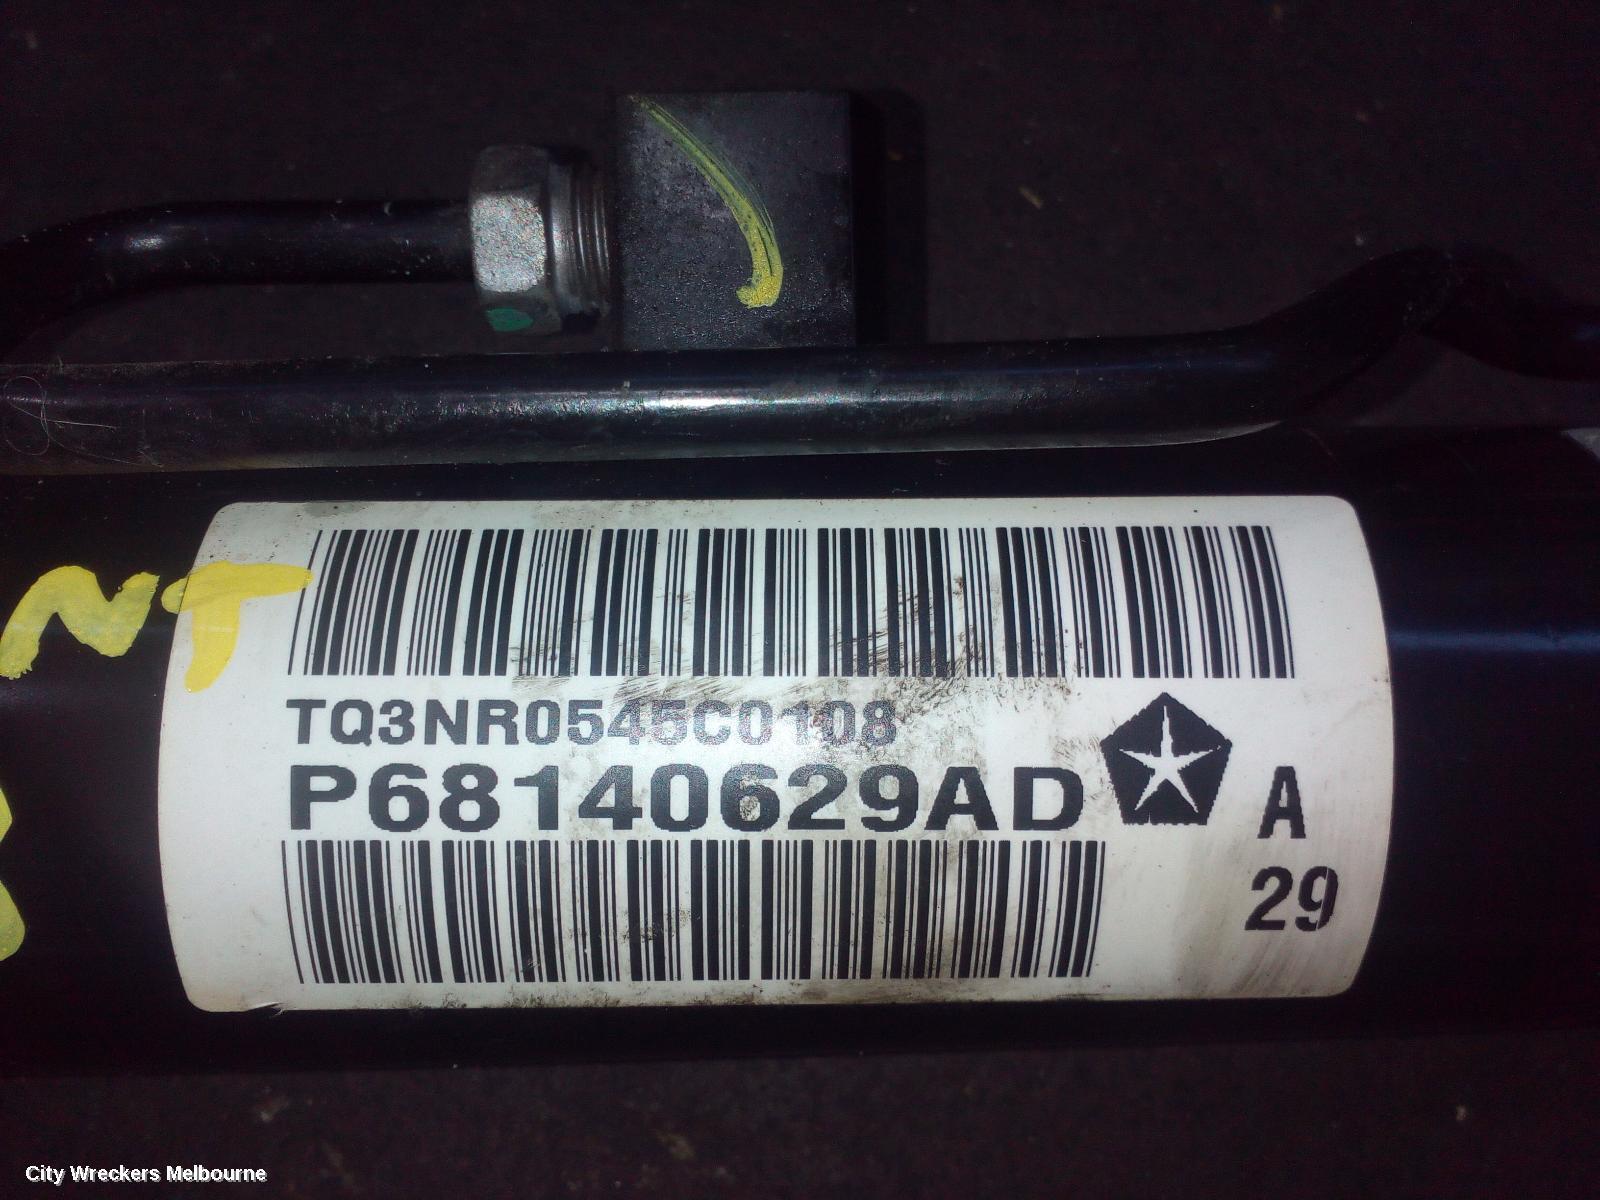 NT
TQ3NR0545C0108
P68140629AD
A
29
City Wreckers Melbourne